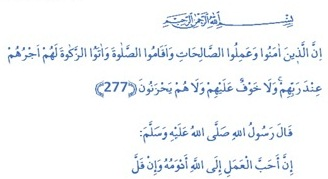 بِسْمِ اللّٰهِ الرَّحْمٰنِ الرَّحِيمِ
اِنَّ الَّذِينَ اٰمَنُوا وَعَمِلُوا الصَّالِحَاتِ وَاَقَامُوا الصَّلٰوةَ وَاٰتَوُا الزَّكٰوةَ لَهُمْ اَجْرُهُمْ
عِنْدَ رَبِّهِمْۚ وَلَا خَوْفٌ عَلَيْهِمْ وَلَا هُمْ يَحْزَنُونَ ﴿277﴾
قَالَ رَسُولُ اللهِ صَلَّى اللهُ عَلَيْهِ وَسَلَّمَ:
إِنَّ أَحَبَّ الْعَمَلِ إِلَى اللَّهِ أَدْوَمُهُ وَإِنْ قَلَّ